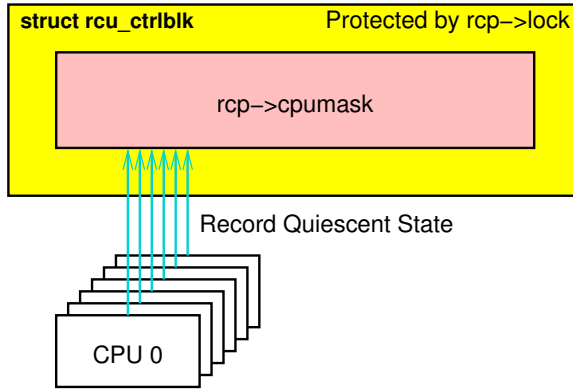 struct rcu_ctrlblk Protected by rcp−>lock
rcp−>cpumask
Record Quiescent State
CPU 0